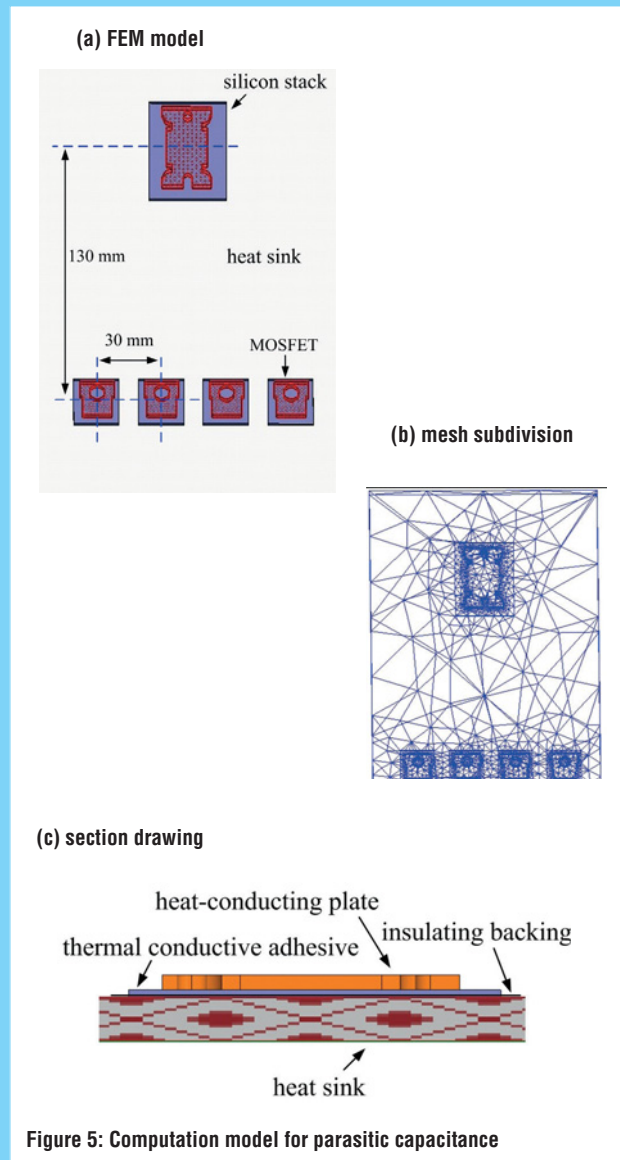 (a) FEM model
silicon stack
130 mm
heat sink
30 mm
MOSFET
(b) mesh subdivision
(c) section drawing
heat-conducting plate
thermal conductive adhesive
insulating backing
heat sink
Figure 5: Computation model for parasitic capacitance